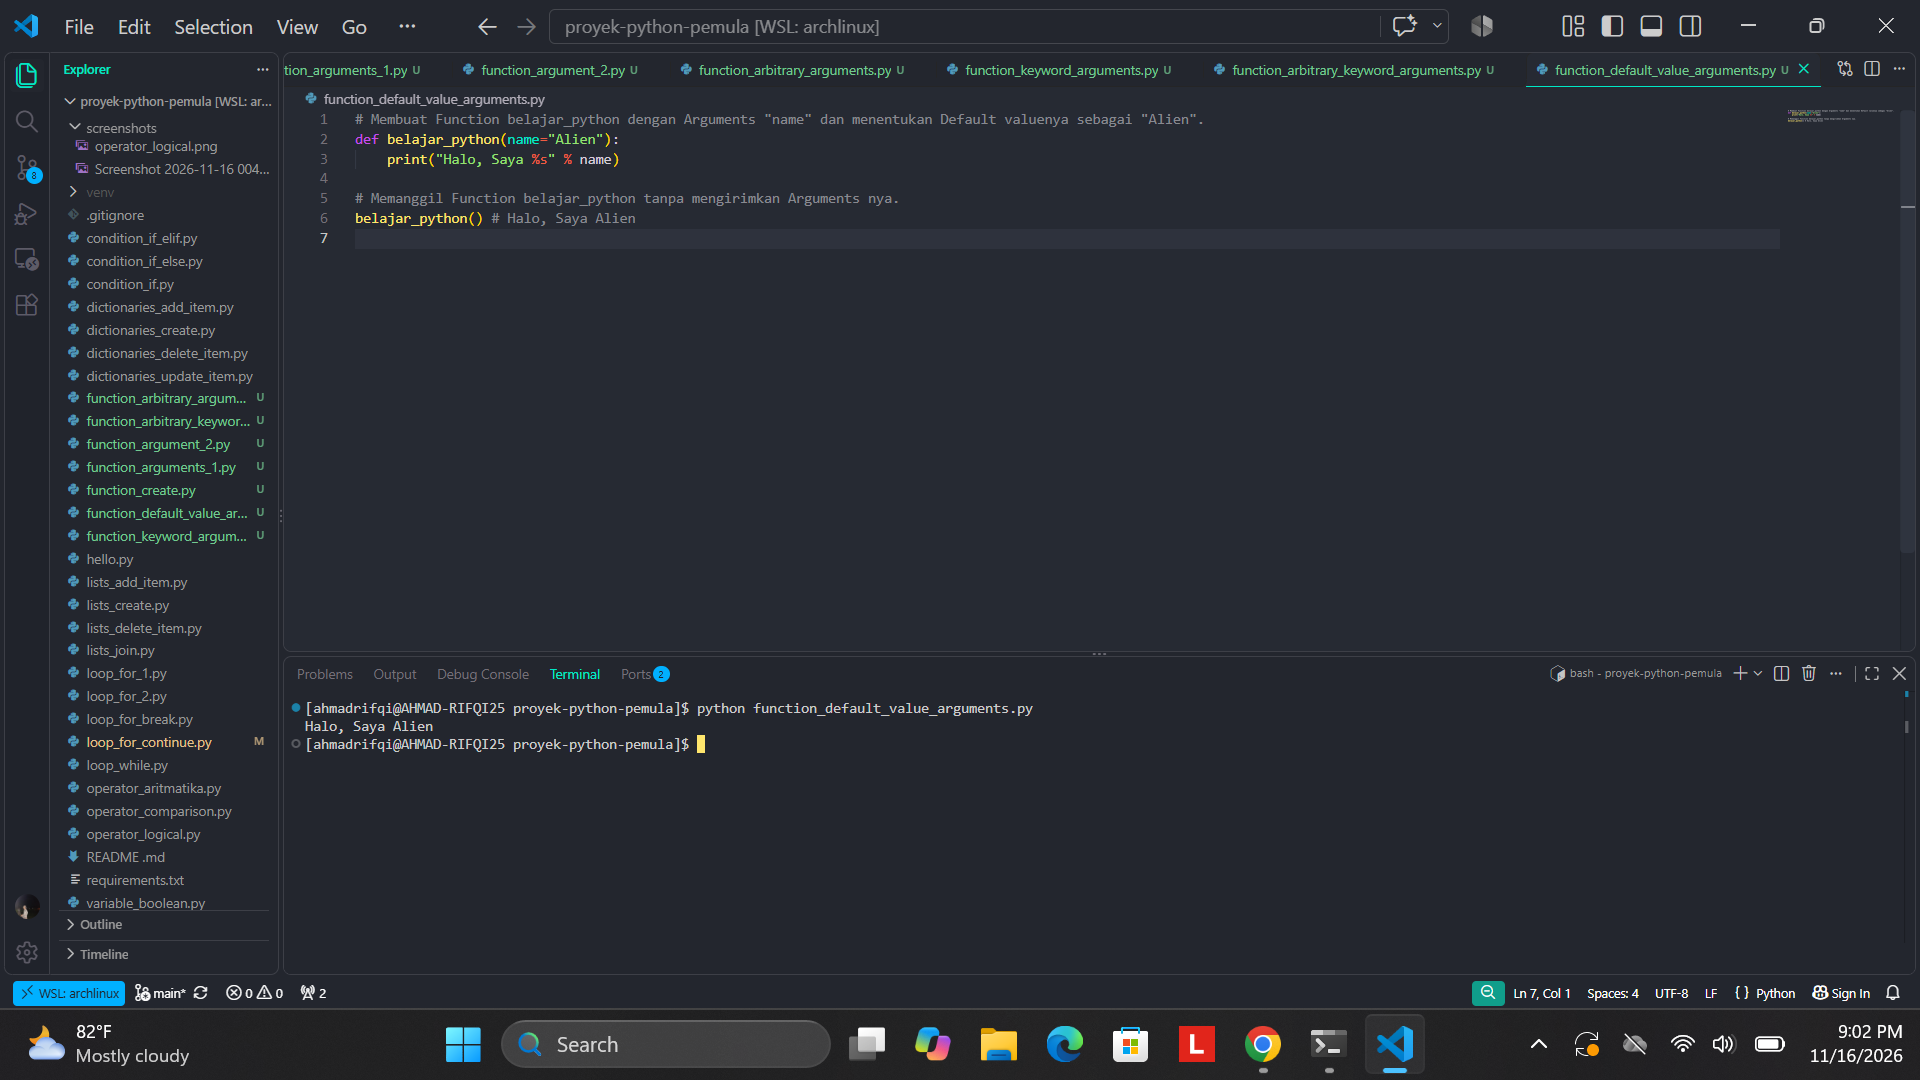 File Edit Selection View Go ··· proyek-python-pemula [WSL: archlinux]
Explorer ···
tion_arguments_1.py U function_argument_2.py U function_arbitrary_arguments.py U function_keyword_arguments.py U function_arbitrary_keyword_arguments.py U function_default_value_arguments.py U
proyek-python-pemula [WSL: ar...
screenshots
operator_logical.png
Screenshot 2026-11-16 004...
venv
.gitignore
condition_if_elif.py
condition_if_else.py
condition_if.py
dictionaries_add_item.py
dictionaries_create.py
dictionaries_delete_item.py
dictionaries_update_item.py
function_arbitrary_argum... U
function_arbitrary_keywor... U
function_argument_2.py U
function_arguments_1.py U
function_create.py U
function_default_value_ar... U
function_keyword_argum... U
hello.py
lists_add_item.py
lists_create.py
lists_delete_item.py
lists_join.py
loop_for_1.py
loop_for_2.py
loop_for_break.py
loop_for_continue.py M
loop_while.py
operator_aritmatika.py
operator_comparison.py
operator_logical.py
README .md
requirements.txt
variable_boolean.py
Outline
Timeline
8
function_default_value_arguments.py
1 # Membuat Function belajar_python dengan Arguments "name" dan menentukan Default valuenya sebagai "Alien".
2 def belajar_python(name="Alien"):
3 print("Halo, Saya %s" % name)
4
5 # Memanggil Function belajar_python tanpa mengirimkan Arguments nya.
6 belajar_python() # Halo, Saya Alien
7
Problems Output Debug Console Terminal Ports 2 bash - proyek-python-pemula
[ahmadrifqi@AHMAD-RIFQI25 proyek-python-pemula]$ python function_default_value_arguments.py
Halo, Saya Alien
[ahmadrifqi@AHMAD-RIFQI25 proyek-python-pemula]$
WSL: archlinux main* 0 0 2 Ln 7, Col 1 Spaces: 4 UTF-8 LF { } Python Sign In
82°F
Mostly cloudy
Search
L
9:02 PM
11/16/2026